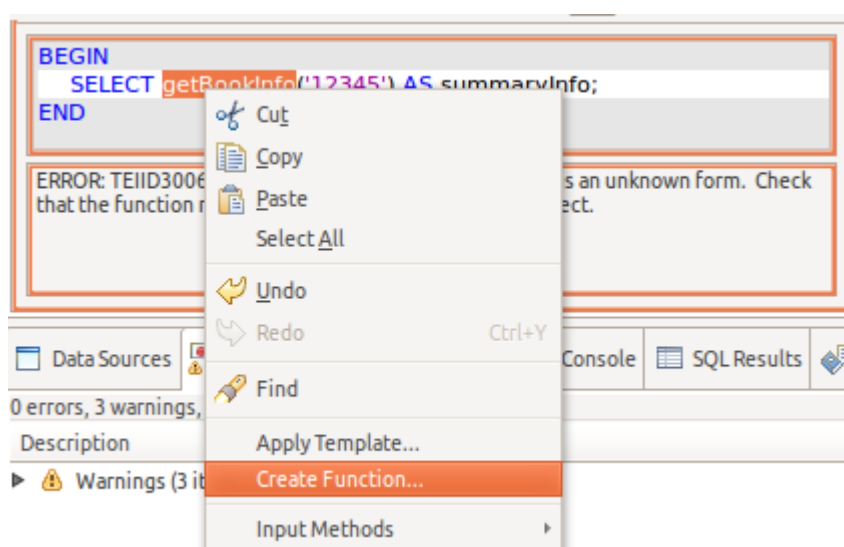 BEGIN
SELECT getBookInfo('12345') AS summaryInfo;
END
Cut
Copy
Paste
Select All
Undo
Redo Ctrl+Y
Find
Apply Template...
Create Function...
Input Methods
ERROR: TEIID3006 s an unknown form. Check
that the function ect.
Data Sources Console SQL Results
0 errors, 3 warnings,
Description
Warnings (3 it